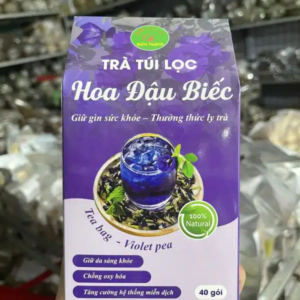 TRÀ TÚI LỌC
Hoa Đậu Biếc
Giữ gìn sức khỏe – Thưởng thức ly trà
Tea bag - Violet pea
100%
Natural
Giữ da sáng khỏe
Chống oxy hóa
Tăng cường hệ thống miễn dịch
40 gói